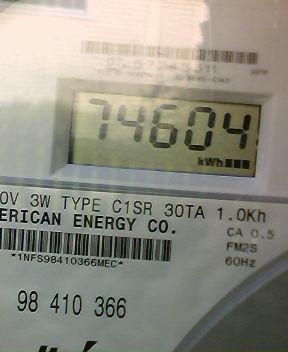 74604
kWh
0V 3W TYPE C1SR 30TA 1.0Kh
ERICAN ENERGY CO.
CA 0.5
FM2S
*1NFS98410366MEC*
60Hz
98 410 366